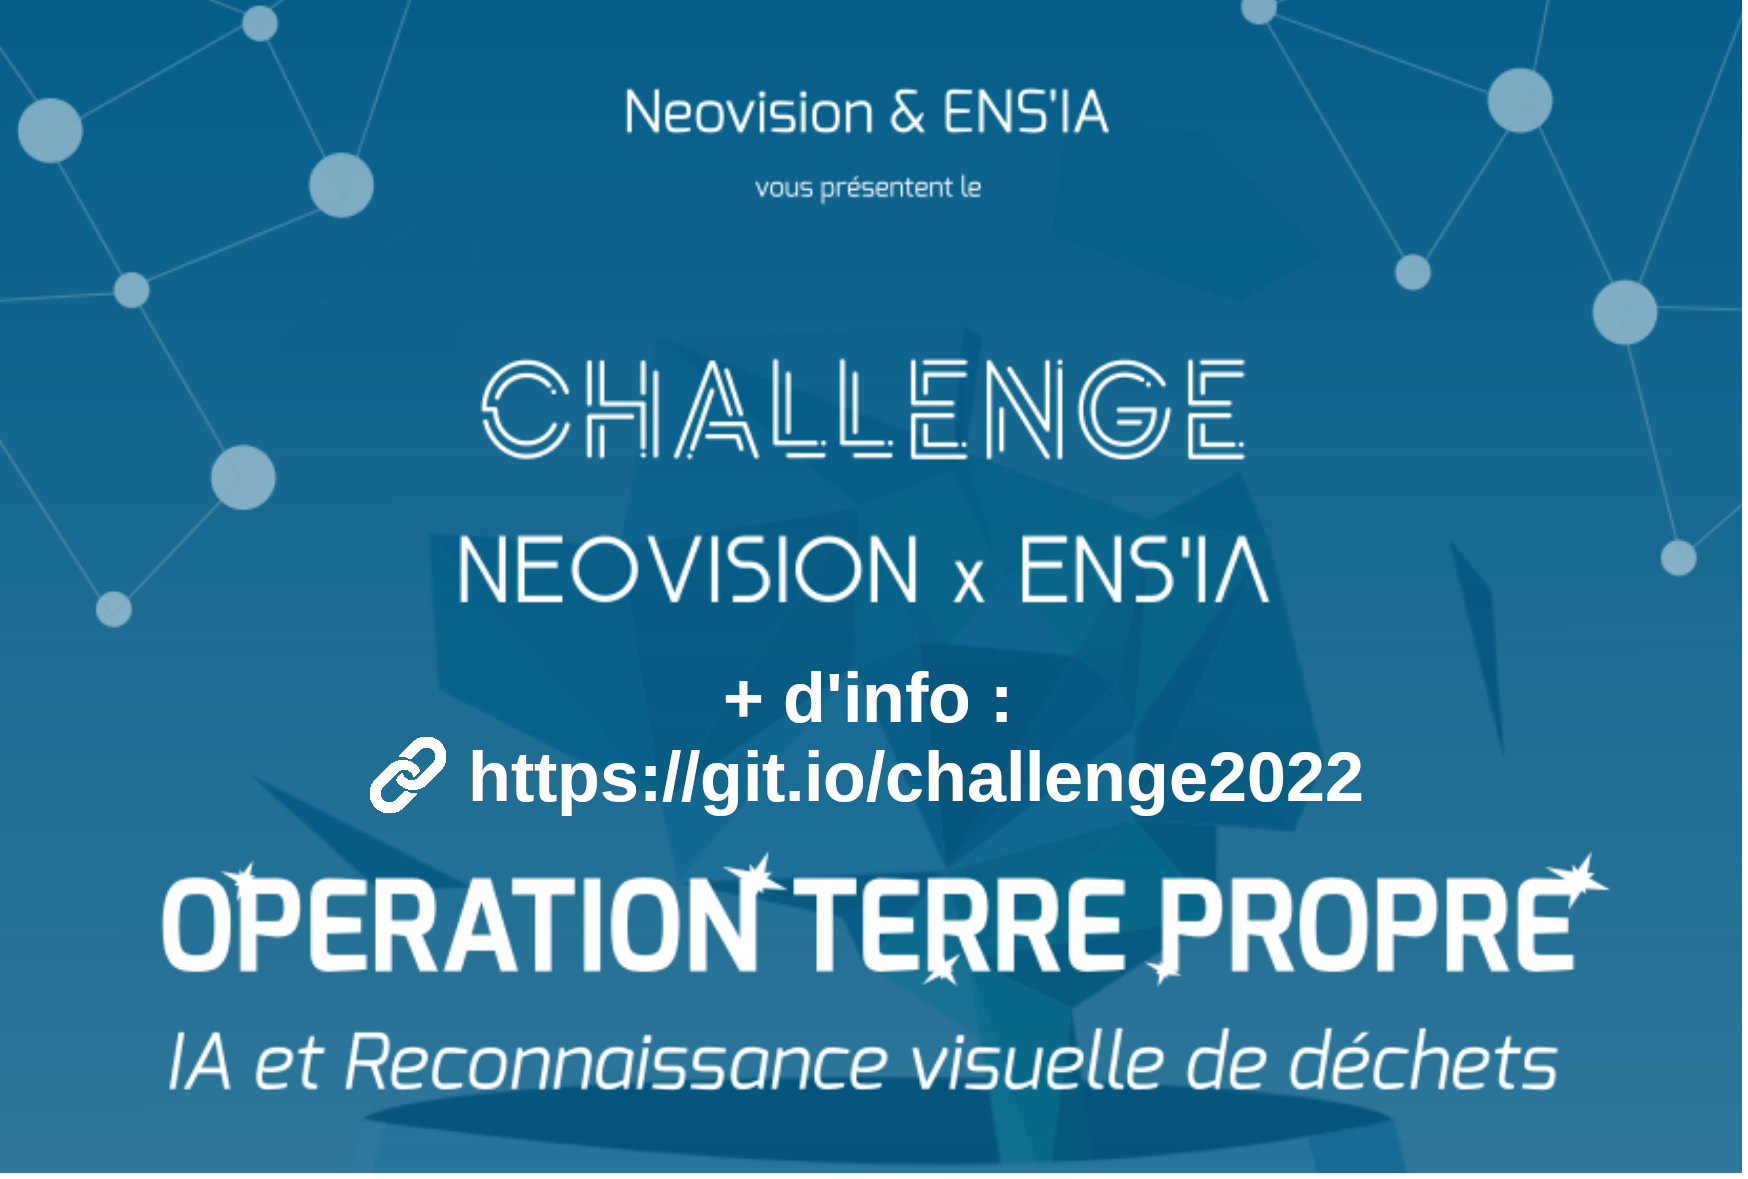 Neovision & ENS'IA
vous présentent le
CHALLENGE
NEOVISION x ENS'IA
+ d'info :
https://git.io/challenge2022
OPERATION TERRE PROPRE
IA et Reconnaissance visuelle de déchets